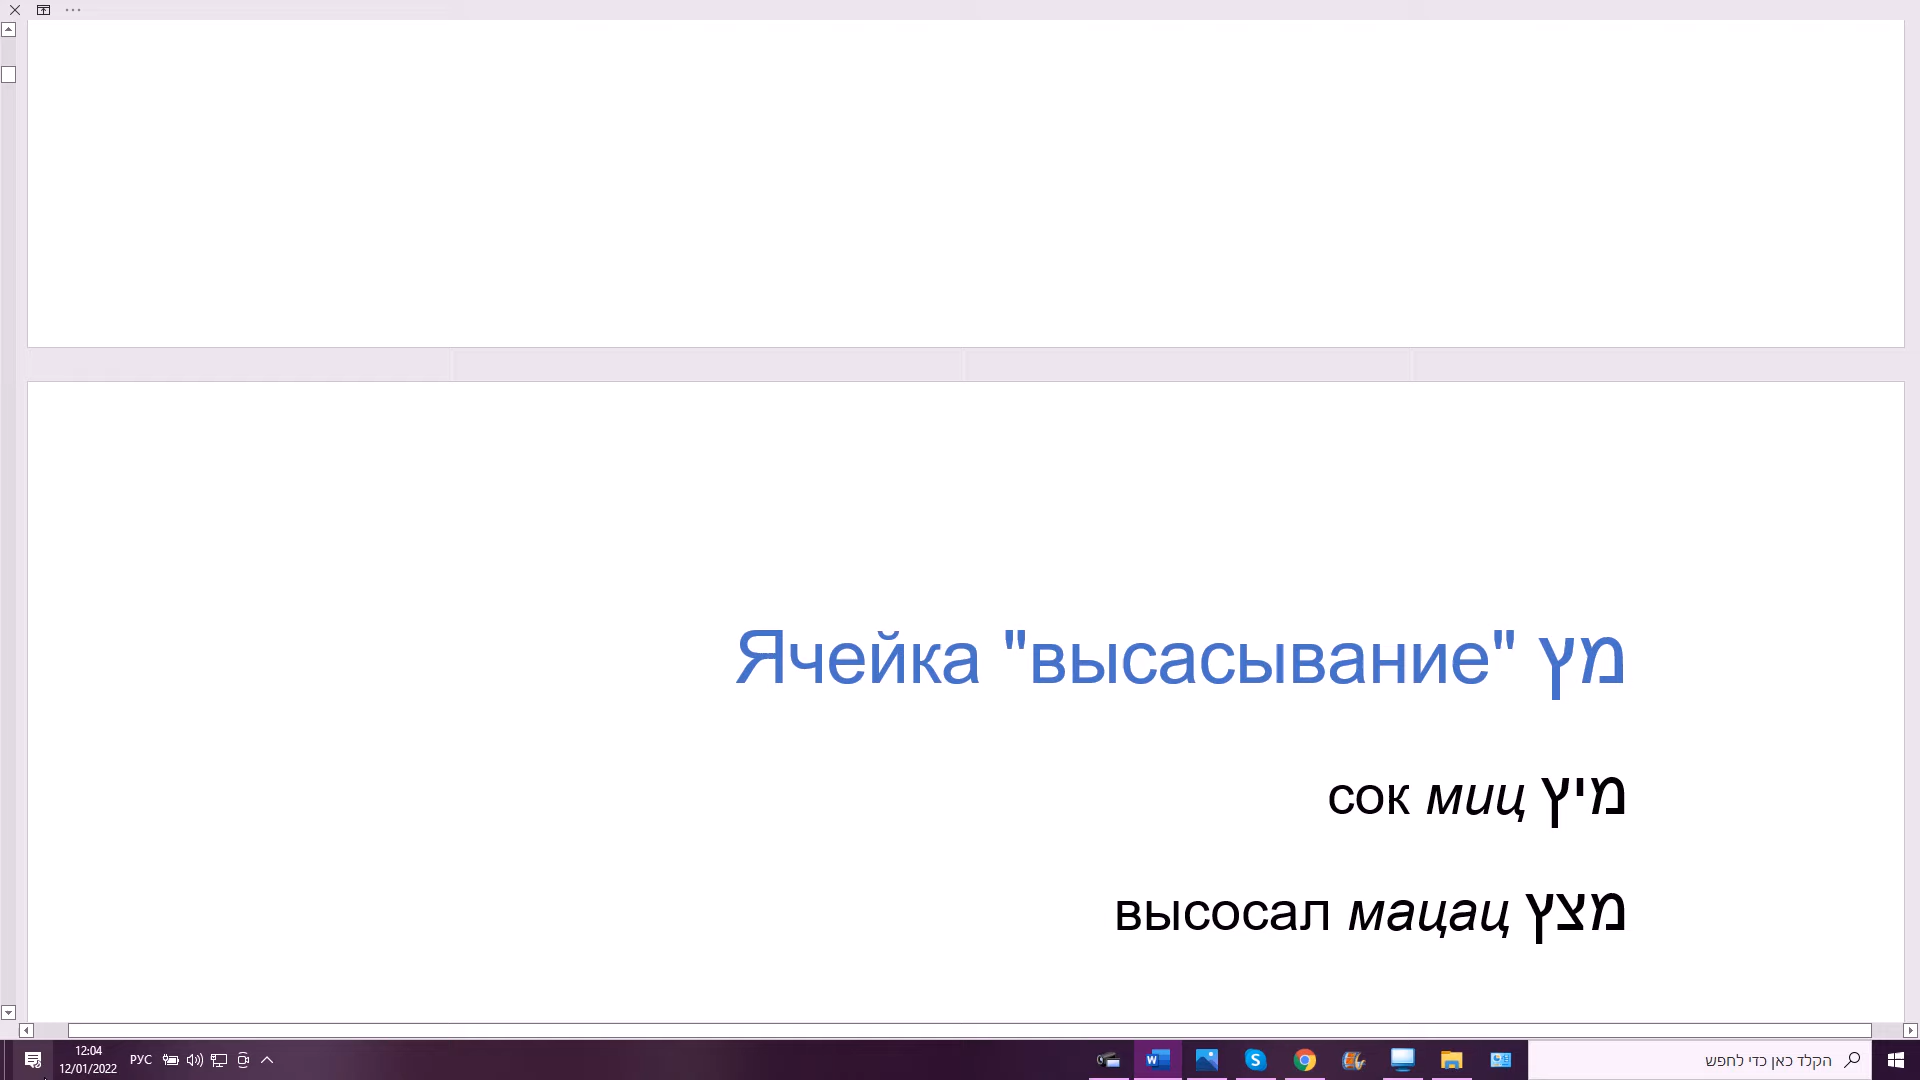 מץ Ячейка "высасывание"
מיץ миц сок
מצץ мацац высосал
12:04
12/01/2022
РУС
הקלד כאן כדי לחפש